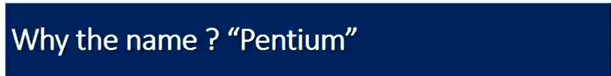 Why the name ? “Pentium”